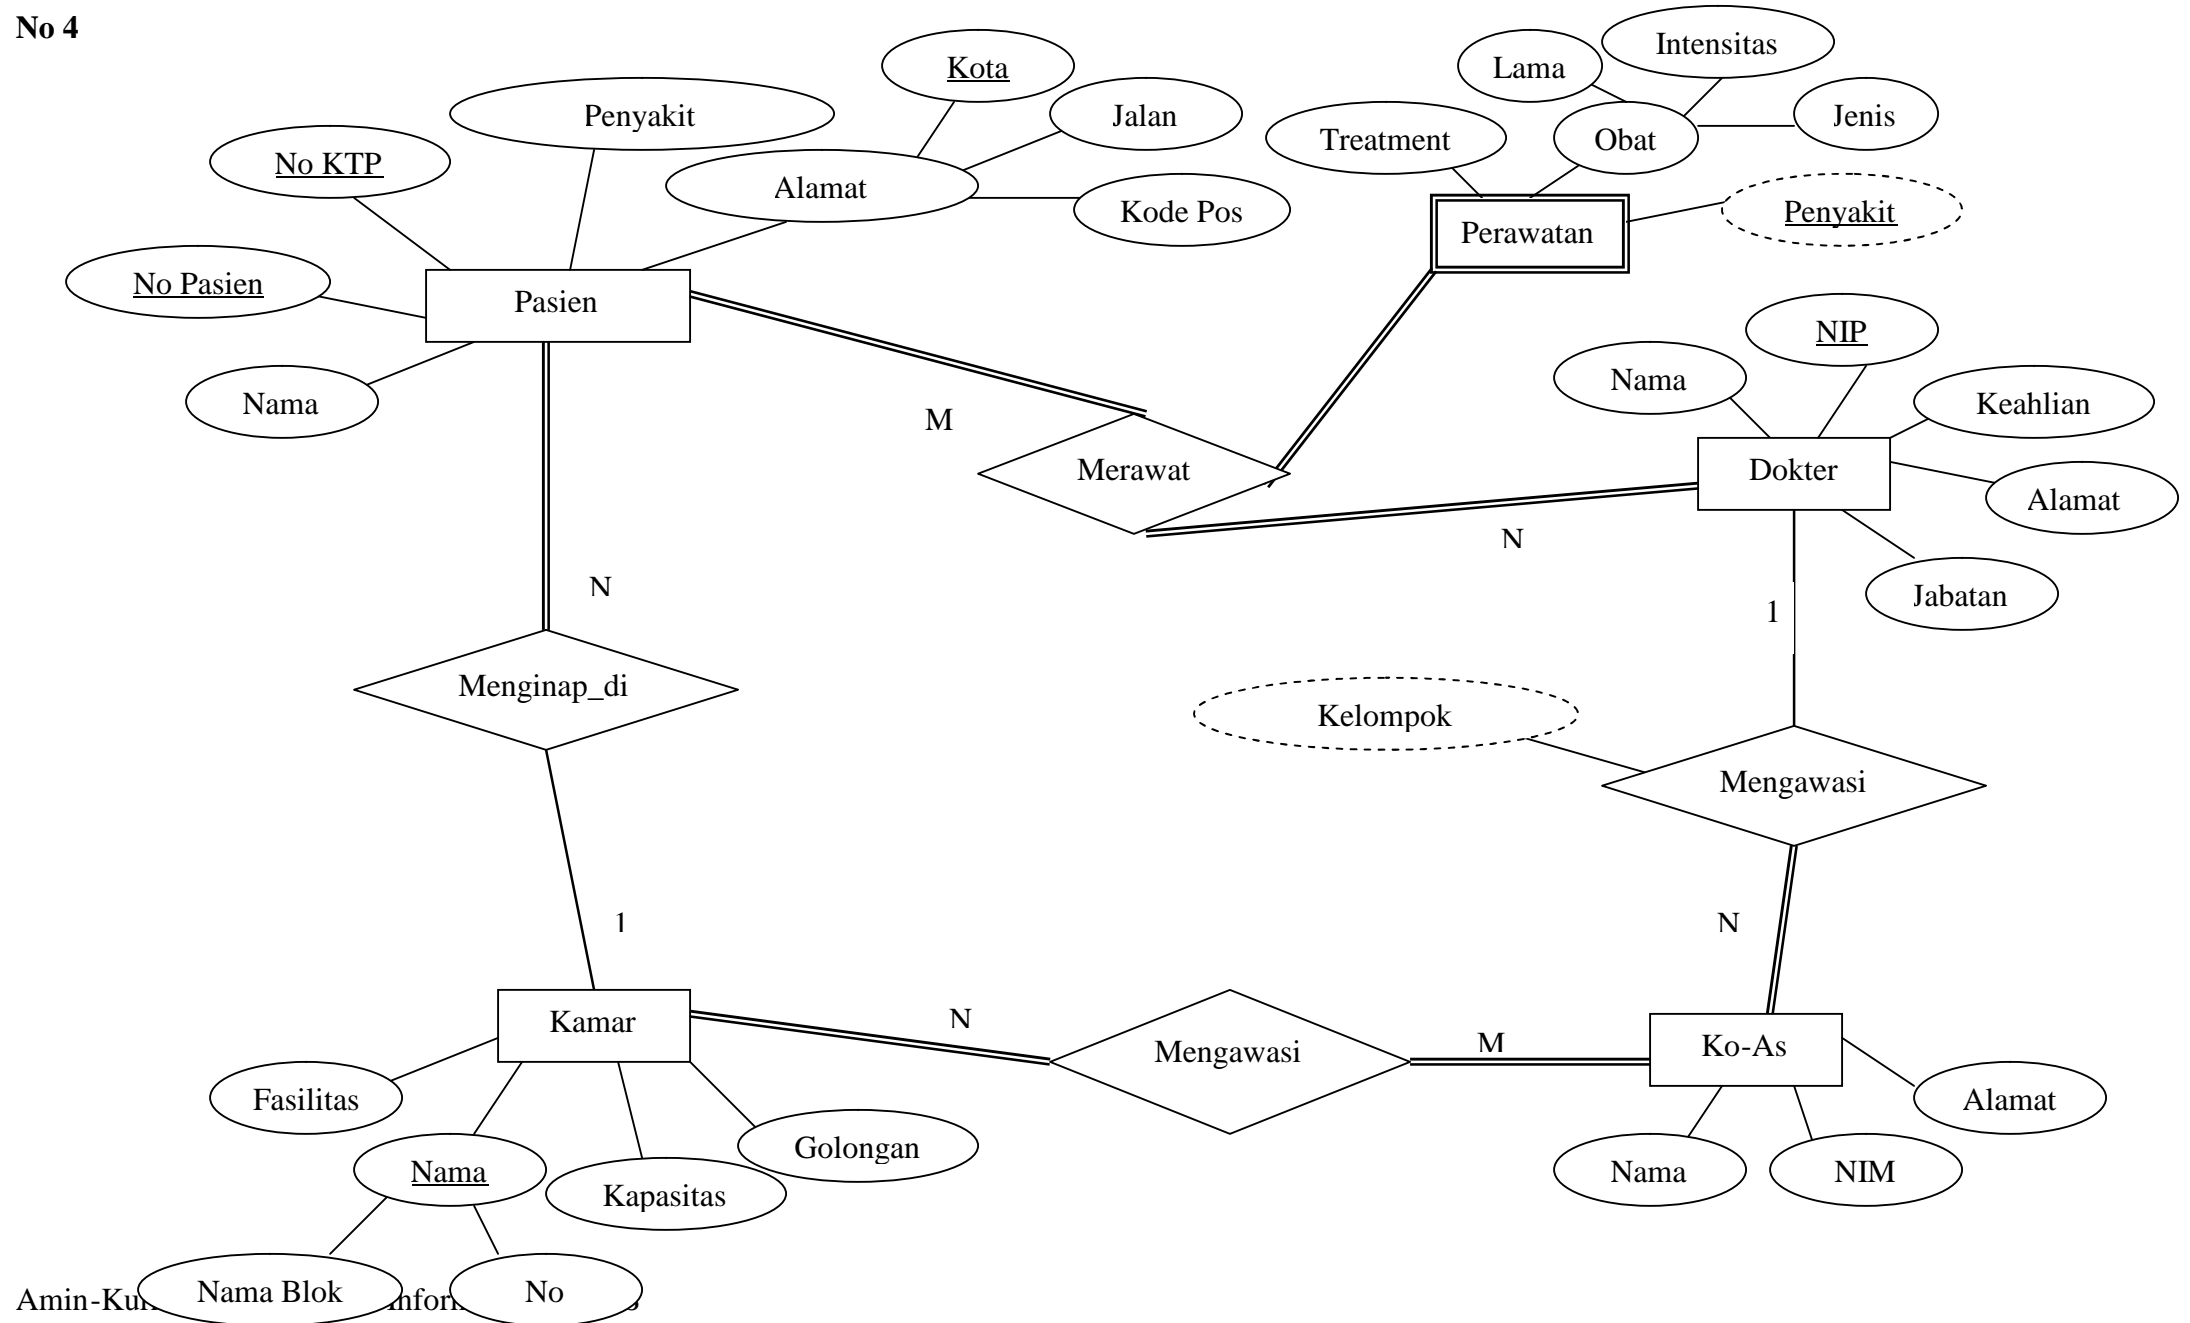 No 4
Intensitas
Kota
Lama
Penyakit
Jalan
Jenis
Treatment
Obat
No KTP
Alamat
Kode Pos
Penyakit
Perawatan
No Pasien
Pasien
NIP
Nama
Nama
Keahlian
M
Merawat
Dokter
Alamat
N
N
Jabatan
1
Menginap_di
Kelompok
Mengawasi
1
N
Kamar
N
Mengawasi
M
Ko-As
Fasilitas
Alamat
Golongan
Nama
Kapasitas
Nama
NIM
Nama Blok
No
Amin-